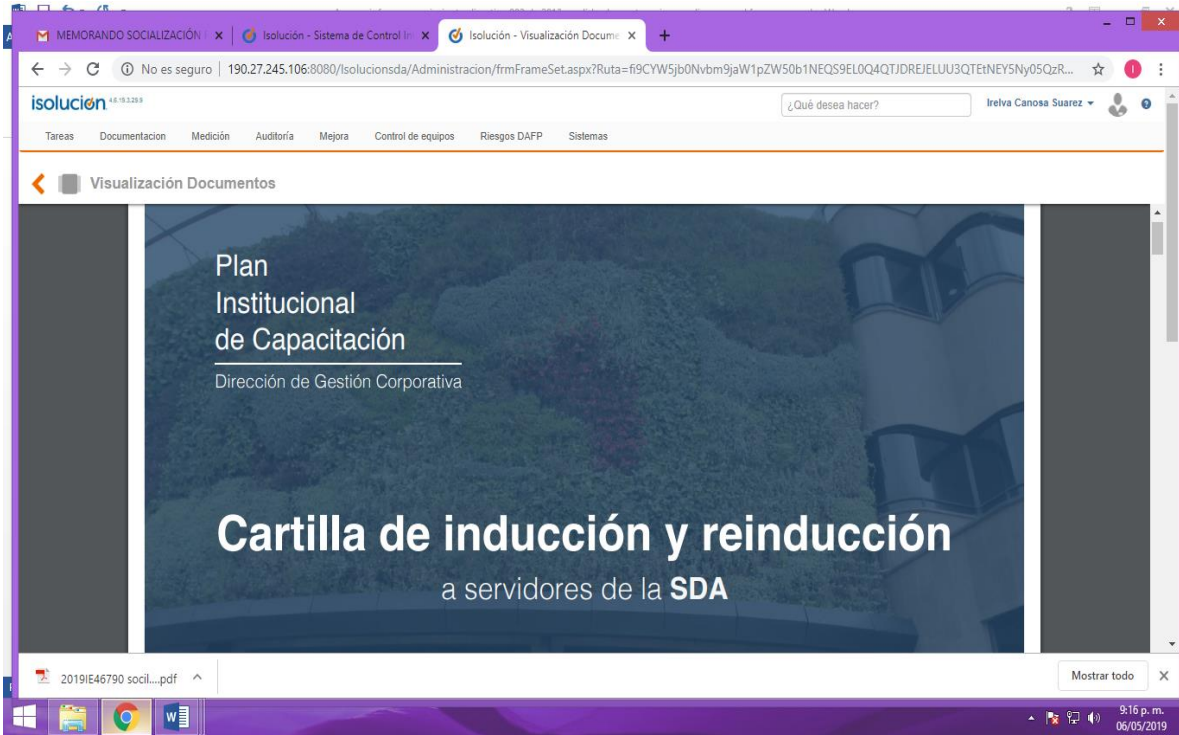 MEMORANDO SOCIALIZACIÓN
Isolución - Sistema de Control In
Isolución - Visualización Docume
No es seguro
190.27.245.106:8080/Isolucionsda/Administracion/frmFrameSet.aspx?Ruta=fi9CYW5jb0Nvbm9jaW1pZW50b1NEQS9EL0Q4QTJDREJELUU3QTEtNEY5Ny05QzR...
isolución
¿Qué desea hacer?
Irelva Canosa Suarez
Tareas Documentacion Medición Auditoría Mejora Control de equipos Riesgos DAFP Sistemas
Visualización Documentos
Plan
Institucional
de Capacitación
Dirección de Gestión Corporativa
Cartilla de inducción y reinducción
a servidores de la SDA
2019IE46790 socil....pdf
Mostrar todo
9:16 p. m.
06/05/2019